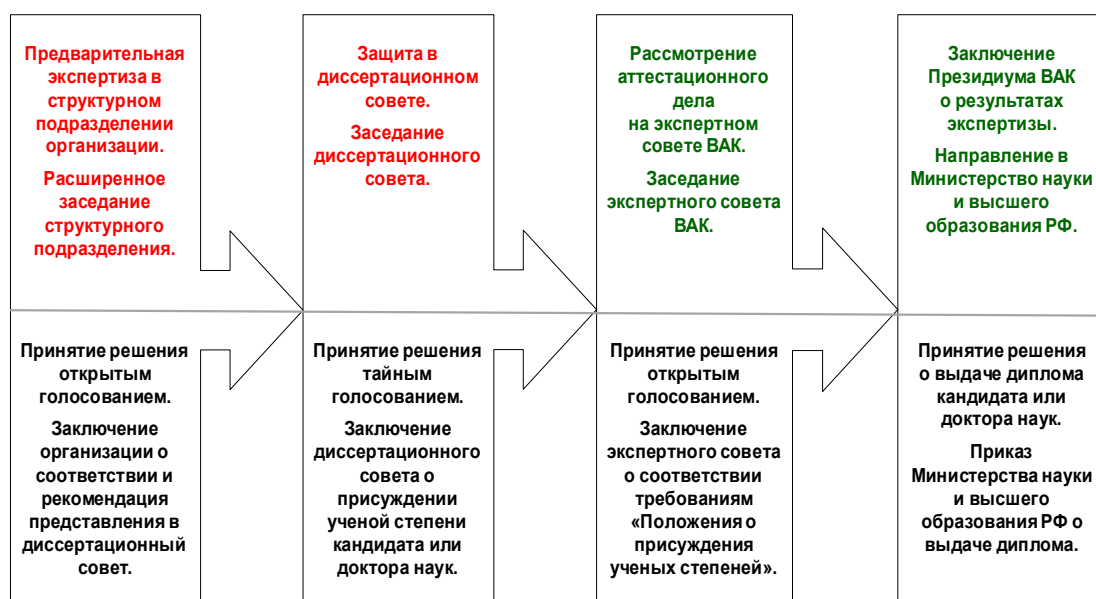 Предварительная
экспертиза в
структурном
подразделении
организации.
Расширенное
заседание
структурного
подразделения.
Защита в
диссертационном
совете.
Заседание
диссертационного
совета.
Рассмотрение
аттестационного
дела
на экспертном
совете ВАК.
Заседание
экспертного совета
ВАК.
Заключение
Президиума ВАК
о результатах
экспертизы.
Направление в
Министерство науки
и высшего
образования РФ.
Принятие решения
открытым
голосованием.
Заключение
организации о
соответствии и
рекомендация
представления в
диссертационный
совет.
Принятие решения
тайным
голосованием.
Заключение
диссертационного
совета о
присуждении
ученой степени
кандидата или
доктора наук.
Принятие решения
открытым
голосованием.
Заключение
экспертного совета
о соответствии
требованиям
«Положения о
присуждения
ученых степеней».
Принятие решения
о выдаче диплома
кандидата или
доктора наук.
Приказ
Министерства науки
и высшего
образования РФ о
выдаче диплома.